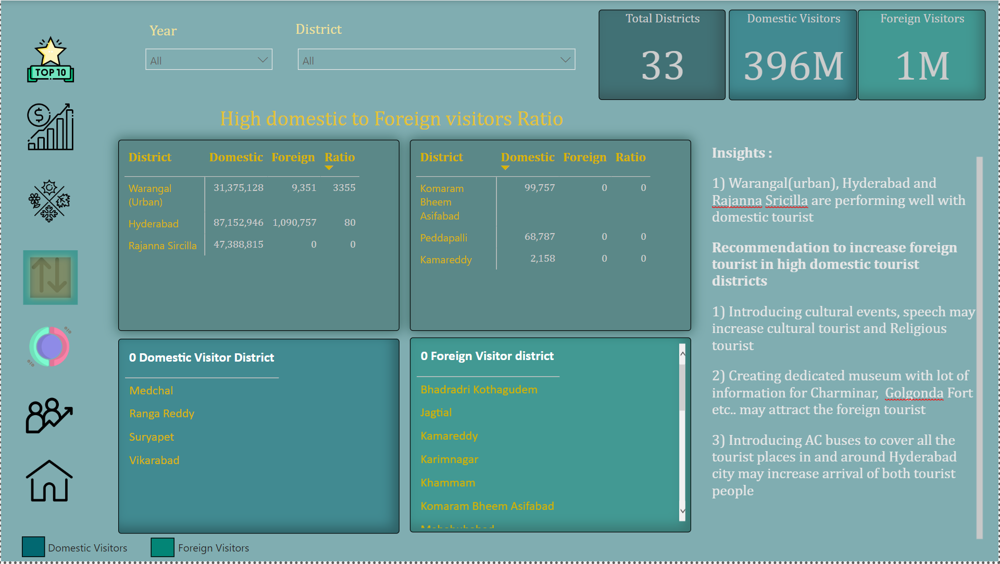 Year
District
All
All
Total Districts
33
Domestic Visitors
396M
Foreign Visitors
1M
TOP 10
$
High domestic to Foreign visitors Ratio
District Domestic Foreign Ratio
Warangal (Urban) 31,375,128 9,351 3355
Hyderabad 87,152,946 1,090,757 80
Rajanna Sircilla 47,388,815 0 0
District Domestic Foreign Ratio
Komaram Bheem Asifabad 99,757 0 0
Peddapalli 68,787 0 0
Kamareddy 2,158 0 0
0 Domestic Visitor District
Medchal
Ranga Reddy
Suryapet
Vikarabad
0 Foreign Visitor district
Bhadradri Kothagudem
Jagtial
Kamareddy
Karimnagar
Khammam
Komaram Bheem Asifabad
Insights :
1) Warangal(urban), Hyderabad and
Rajanna Sricilla are performing well with
domestic tourist
Recommendation to increase foreign
tourist in high domestic tourist
districts
1) Introducing cultural events, speech may
increase cultural tourist and Religious
tourist
2) Creating dedicated museum with lot of
information for Charminar, Golgonda Fort
etc.. may attract the foreign tourist
3) Introducing AC buses to cover all the
tourist places in and around Hyderabad
city may increase arrival of both tourist
people
Domestic Visitors
Foreign Visitors